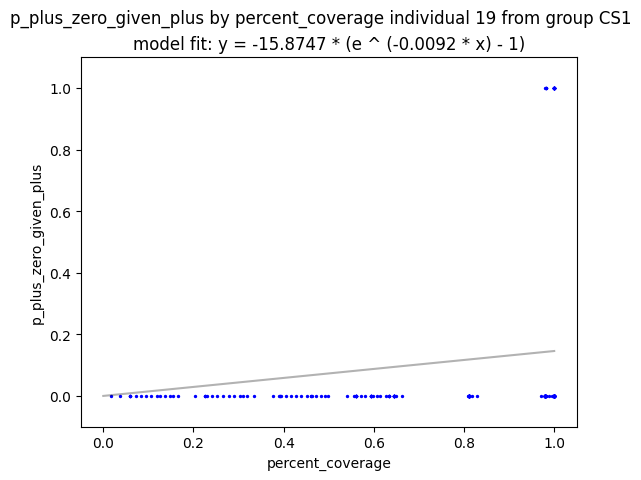 p_plus_zero_given_plus by percent_coverage individual 19 from group CS1
model fit: y = -15.8747 * (e ^ (-0.0092 * x) - 1)
1.0
0.8
0.6
0.4
0.2
0.0
p_plus_zero_given_plus
0.0 0.2 0.4 0.6 0.8 1.0
percent_coverage